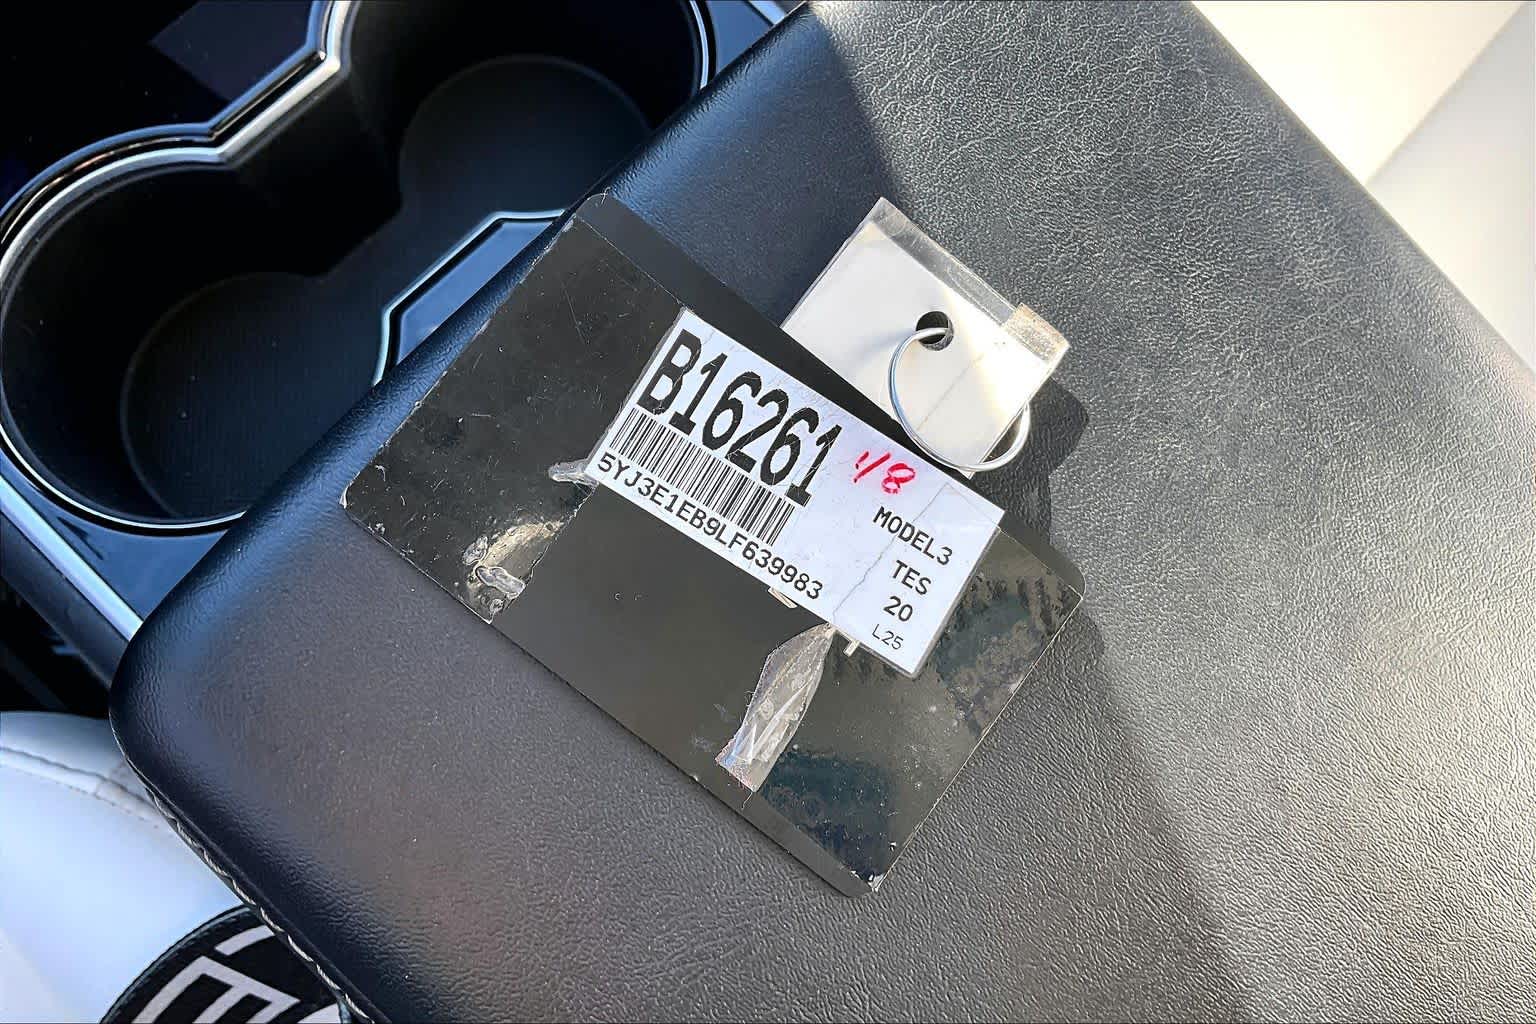 B16261
1/8
5YJ3E1EB9LF639983
MODEL3
TES
20
L25